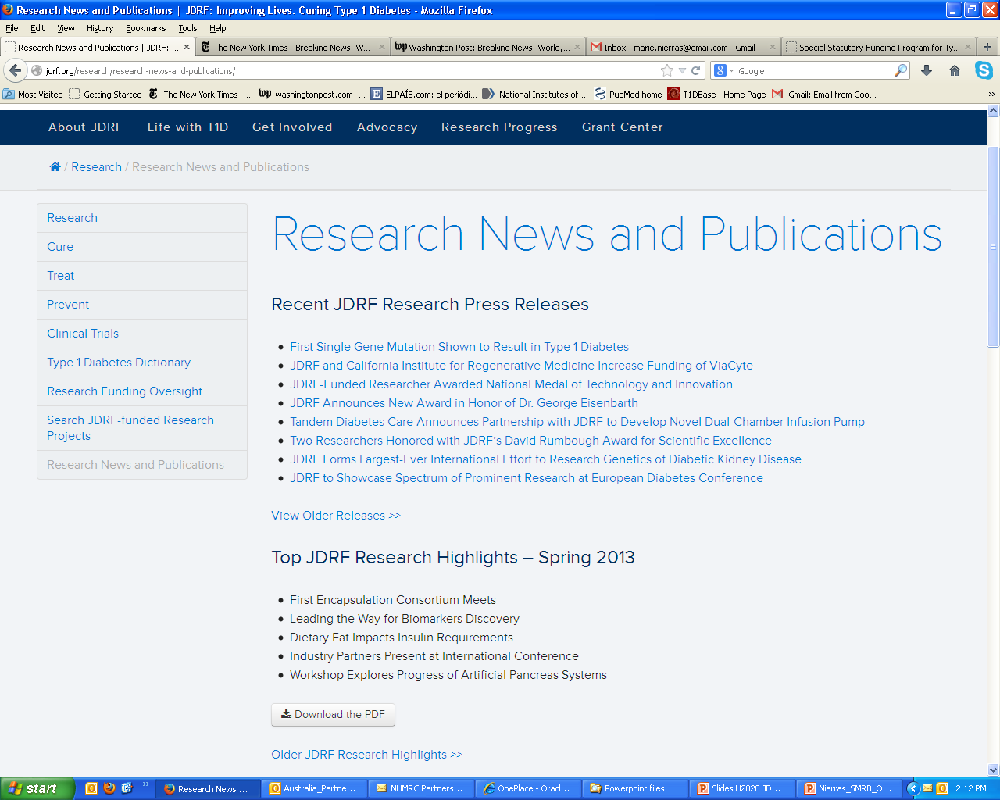 Research News and Publications | JDRF: Improving Lives. Curing Type 1 Diabetes - Mozilla Firefox
File Edit View History Bookmarks Tools Help
Research News and Publications | JDRF: ... The New York Times - Breaking News, W... Washington Post: Breaking News, World,... Inbox - marie.nierras@gmail.com - Gmail Special Statutory Funding Program for Ty...
jdrf.org/research/research-news-and-publications/ Google
Most Visited Getting Started The New York Times - ... washingtonpost.com -... ELPAÍS.com: el periódi... National Institutes of ... PubMed home T1DBase - Home Page Gmail: Email from Goo... »
About JDRF Life with T1D Get Involved Advocacy Research Progress Grant Center
/ Research / Research News and Publications
Research
Cure
Treat
Prevent
Clinical Trials
Type 1 Diabetes Dictionary
Research Funding Oversight
Search JDRF-funded Research
Projects
Research News and Publications
Research News and Publications
Recent JDRF Research Press Releases
• First Single Gene Mutation Shown to Result in Type 1 Diabetes
• JDRF and California Institute for Regenerative Medicine Increase Funding of ViaCyte
• JDRF-Funded Researcher Awarded National Medal of Technology and Innovation
• JDRF Announces New Award in Honor of Dr. George Eisenbarth
• Tandem Diabetes Care Announces Partnership with JDRF to Develop Novel Dual-Chamber Infusion Pump
• Two Researchers Honored with JDRF's David Rumbough Award for Scientific Excellence
• JDRF Forms Largest-Ever International Effort to Research Genetics of Diabetic Kidney Disease
• JDRF to Showcase Spectrum of Prominent Research at European Diabetes Conference
View Older Releases >>
Top JDRF Research Highlights – Spring 2013
• First Encapsulation Consortium Meets
• Leading the Way for Biomarkers Discovery
• Dietary Fat Impacts Insulin Requirements
• Industry Partners Present at International Conference
• Workshop Explores Progress of Artificial Pancreas Systems
Download the PDF
Older JDRF Research Highlights >>
start » Research News ... Australia_Partne... NHMRC Partners... OnePlace - Oracl... Powerpoint files Slides H2020 JD... Nierras_SMRB_O... 2:12 PM